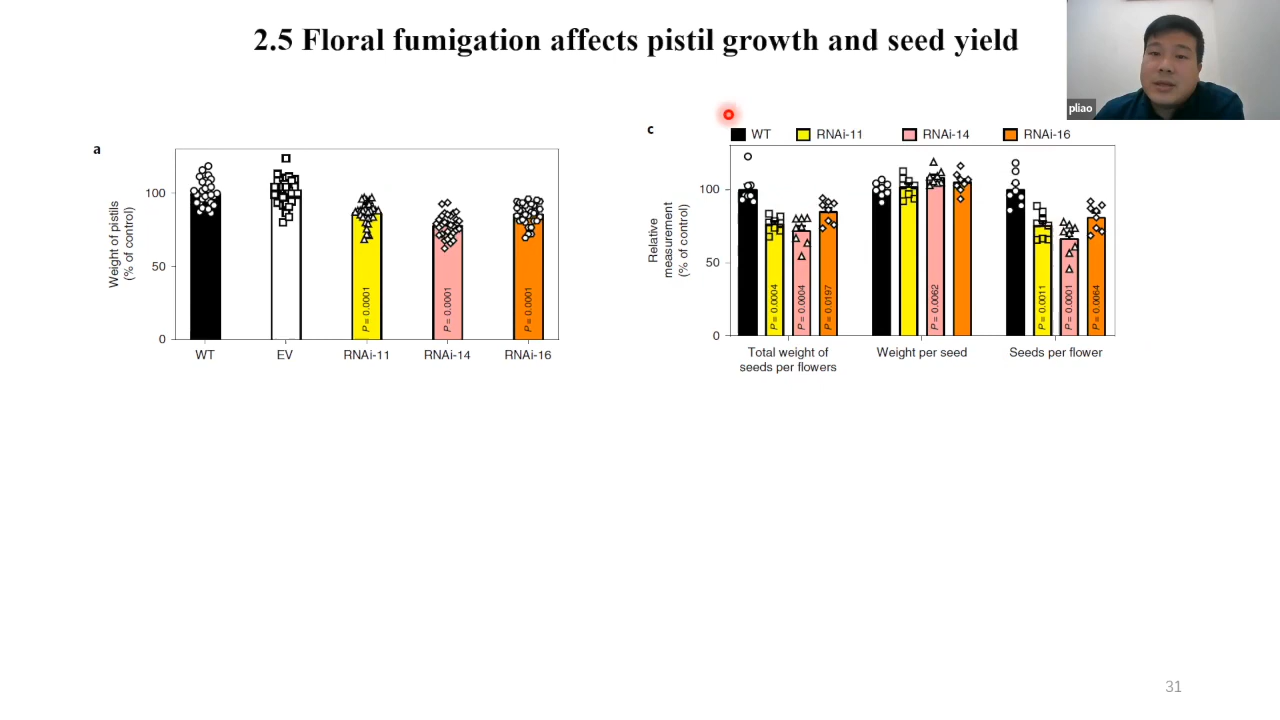 2.5 Floral fumigation affects pistil growth and seed yield
pliao
a
Weight of pistils
(% of control)
100
50
0
P = 0.0001
P = 0.0001
P = 0.0001
WT
EV
RNAi-11
RNAi-14
RNAi-16
c
WT
RNAi-11
RNAi-14
RNAi-16
Relative
measurement
(% of control)
100
50
0
P = 0.0004
P = 0.0004
P = 0.0197
P = 0.0062
P = 0.0011
P = 0.0001
P = 0.0064
Total weight of
seeds per flowers
Weight per seed
Seeds per flower
31